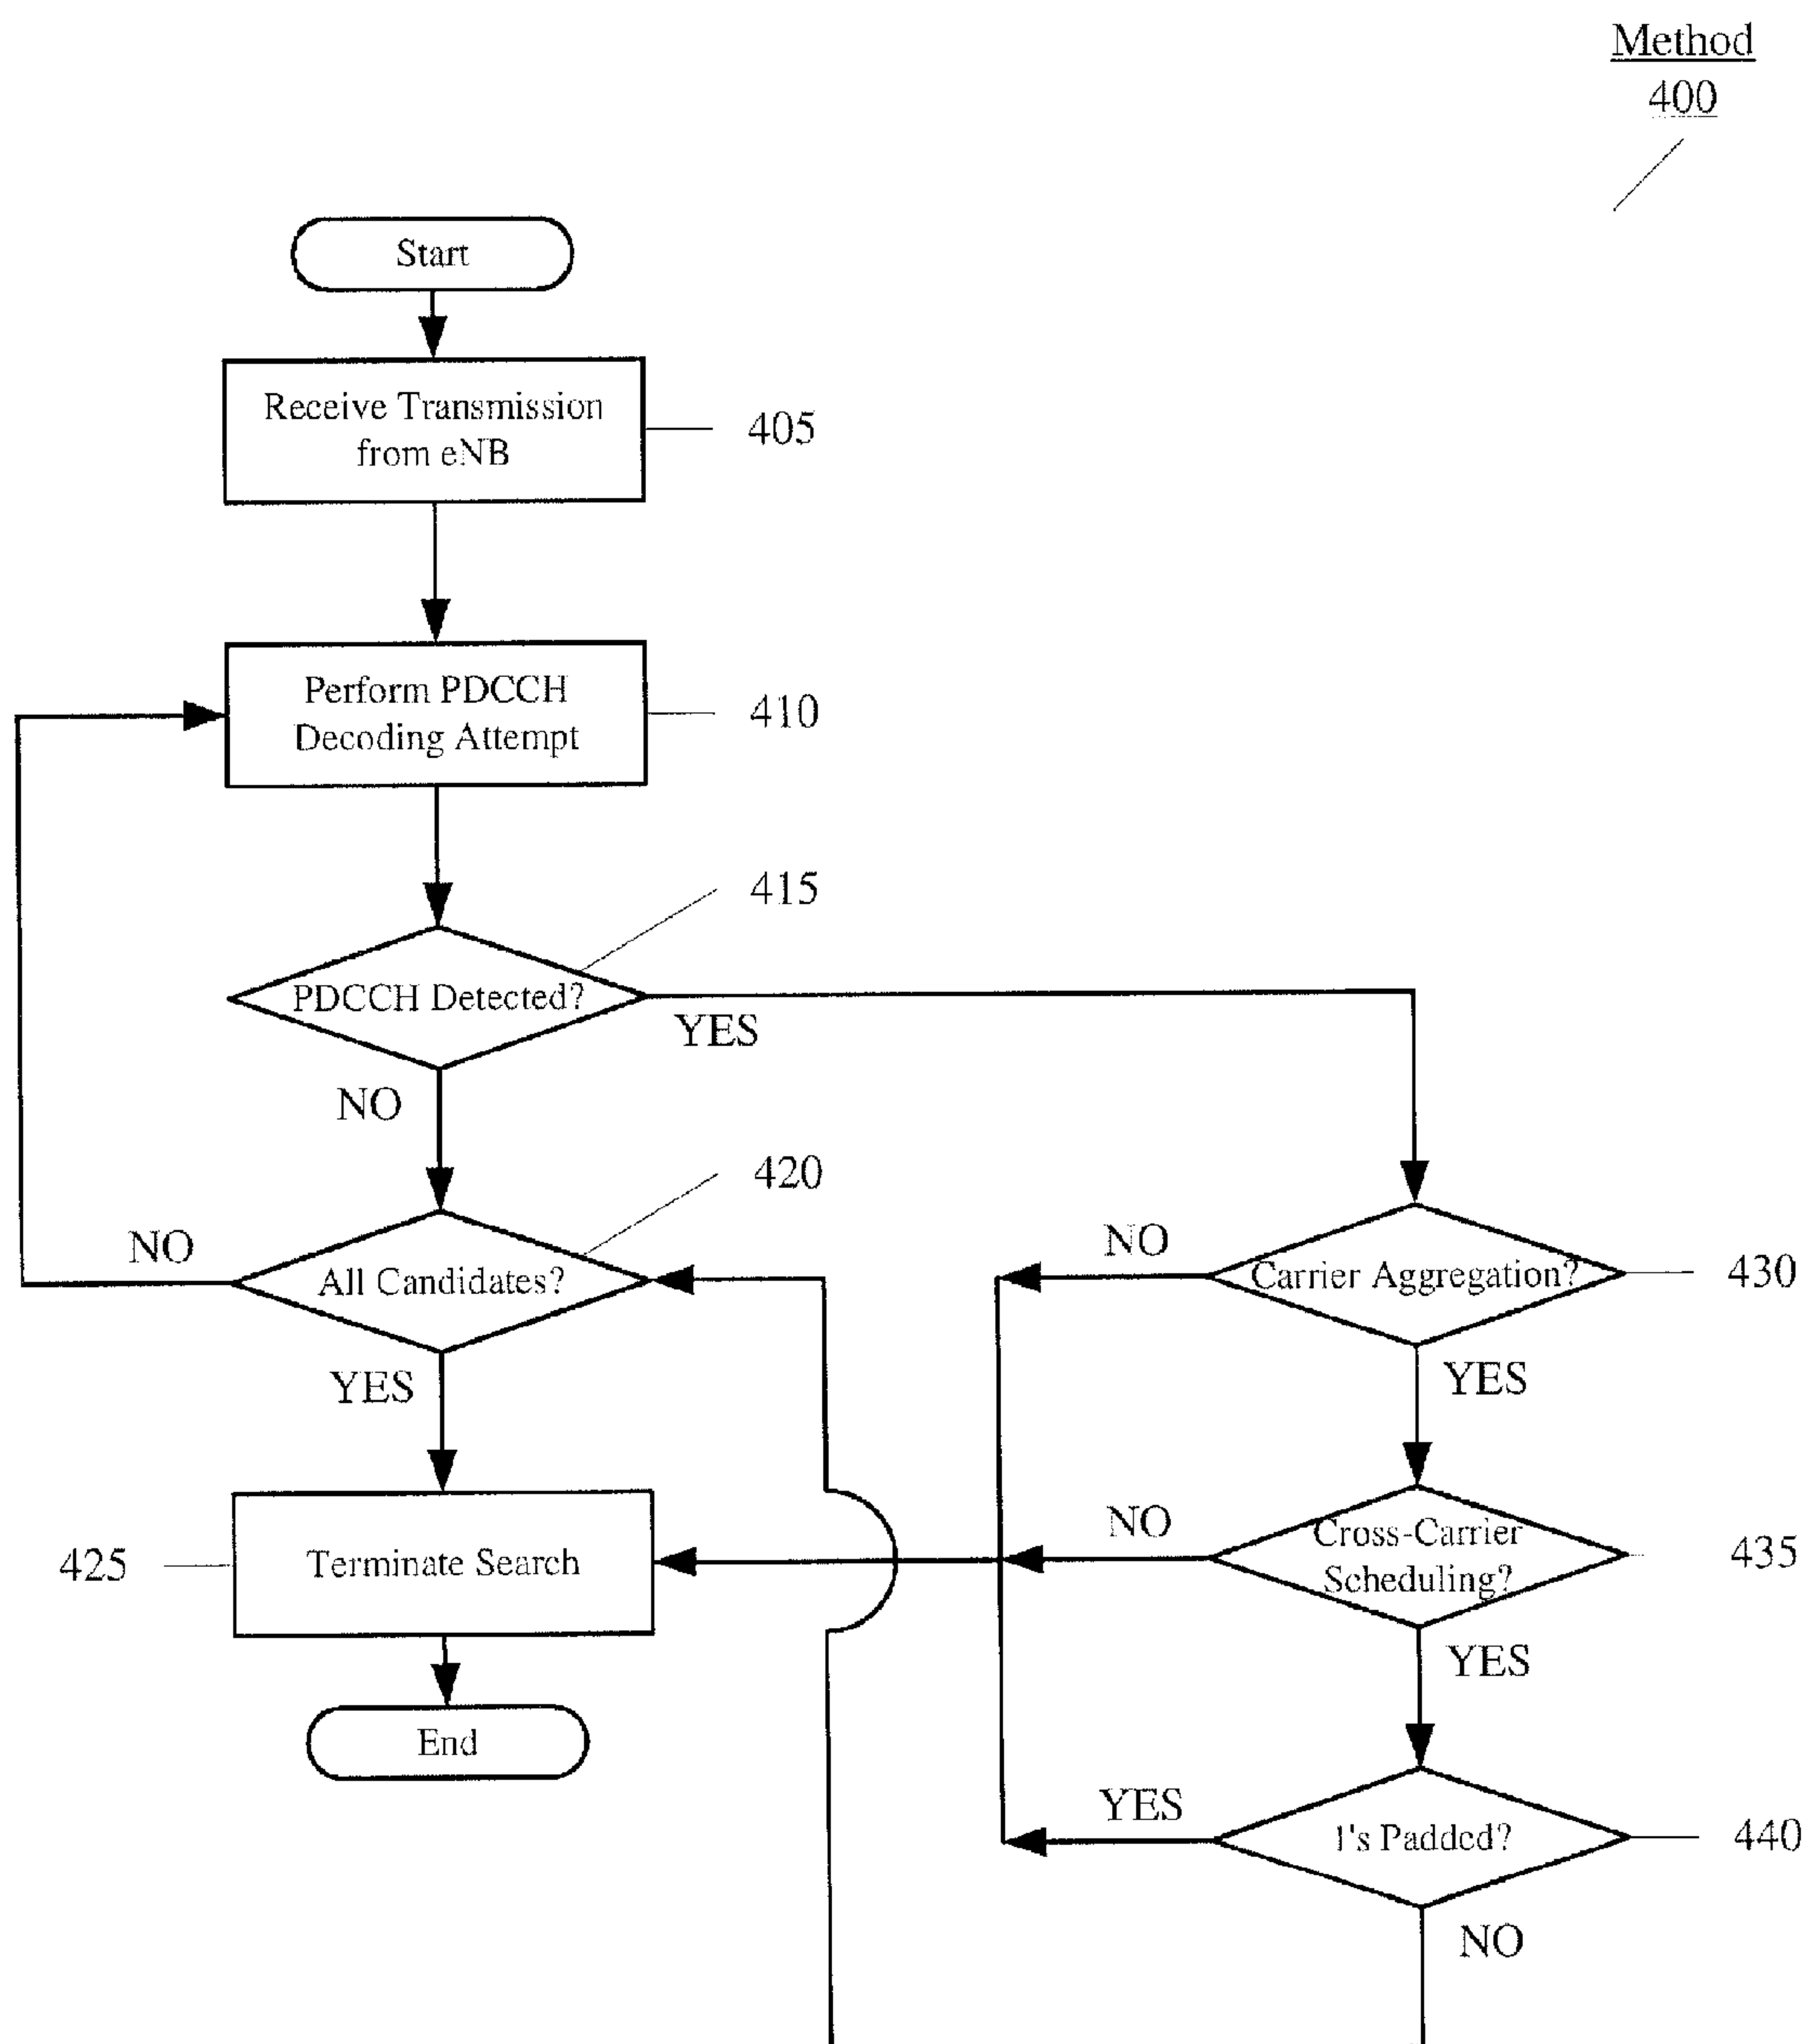 Method
400
Start
Receive Transmission
from eNB
405
Perform PDCCH
Decoding Attempt
410
415
PDCCH Detected?
YES
NO
420
NO
All Candidates?
NO
Carrier Aggregation?
430
YES
YES
425
Terminate Search
NO
Cross-Carrier
Scheduling?
435
YES
End
YES
1's Padded?
440
NO